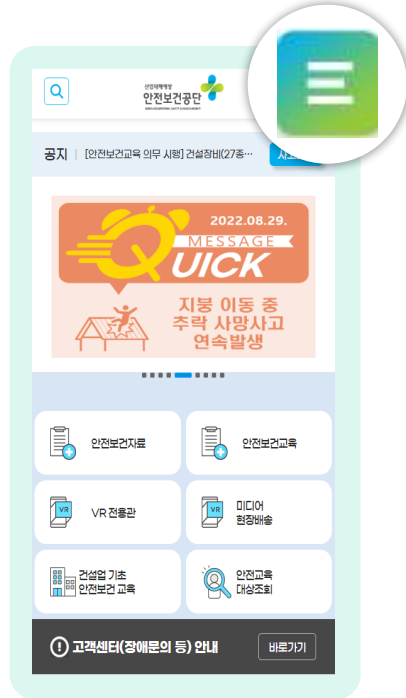 산업재해예방
안전보건공단
공지 | [안전보건교육 의무 시행] 건설장비(27종…
2022.08.29.
MESSAGE
QUICK
지붕 이동 중
추락 사망사고
연속발생
안전보건자료
안전보건교육
VR
VR 전용관
VR
미디어
현장배송
건설업 기초
안전보건 교육
안전교육
대상조회
고객센터(장애문의 등) 안내
바로가기